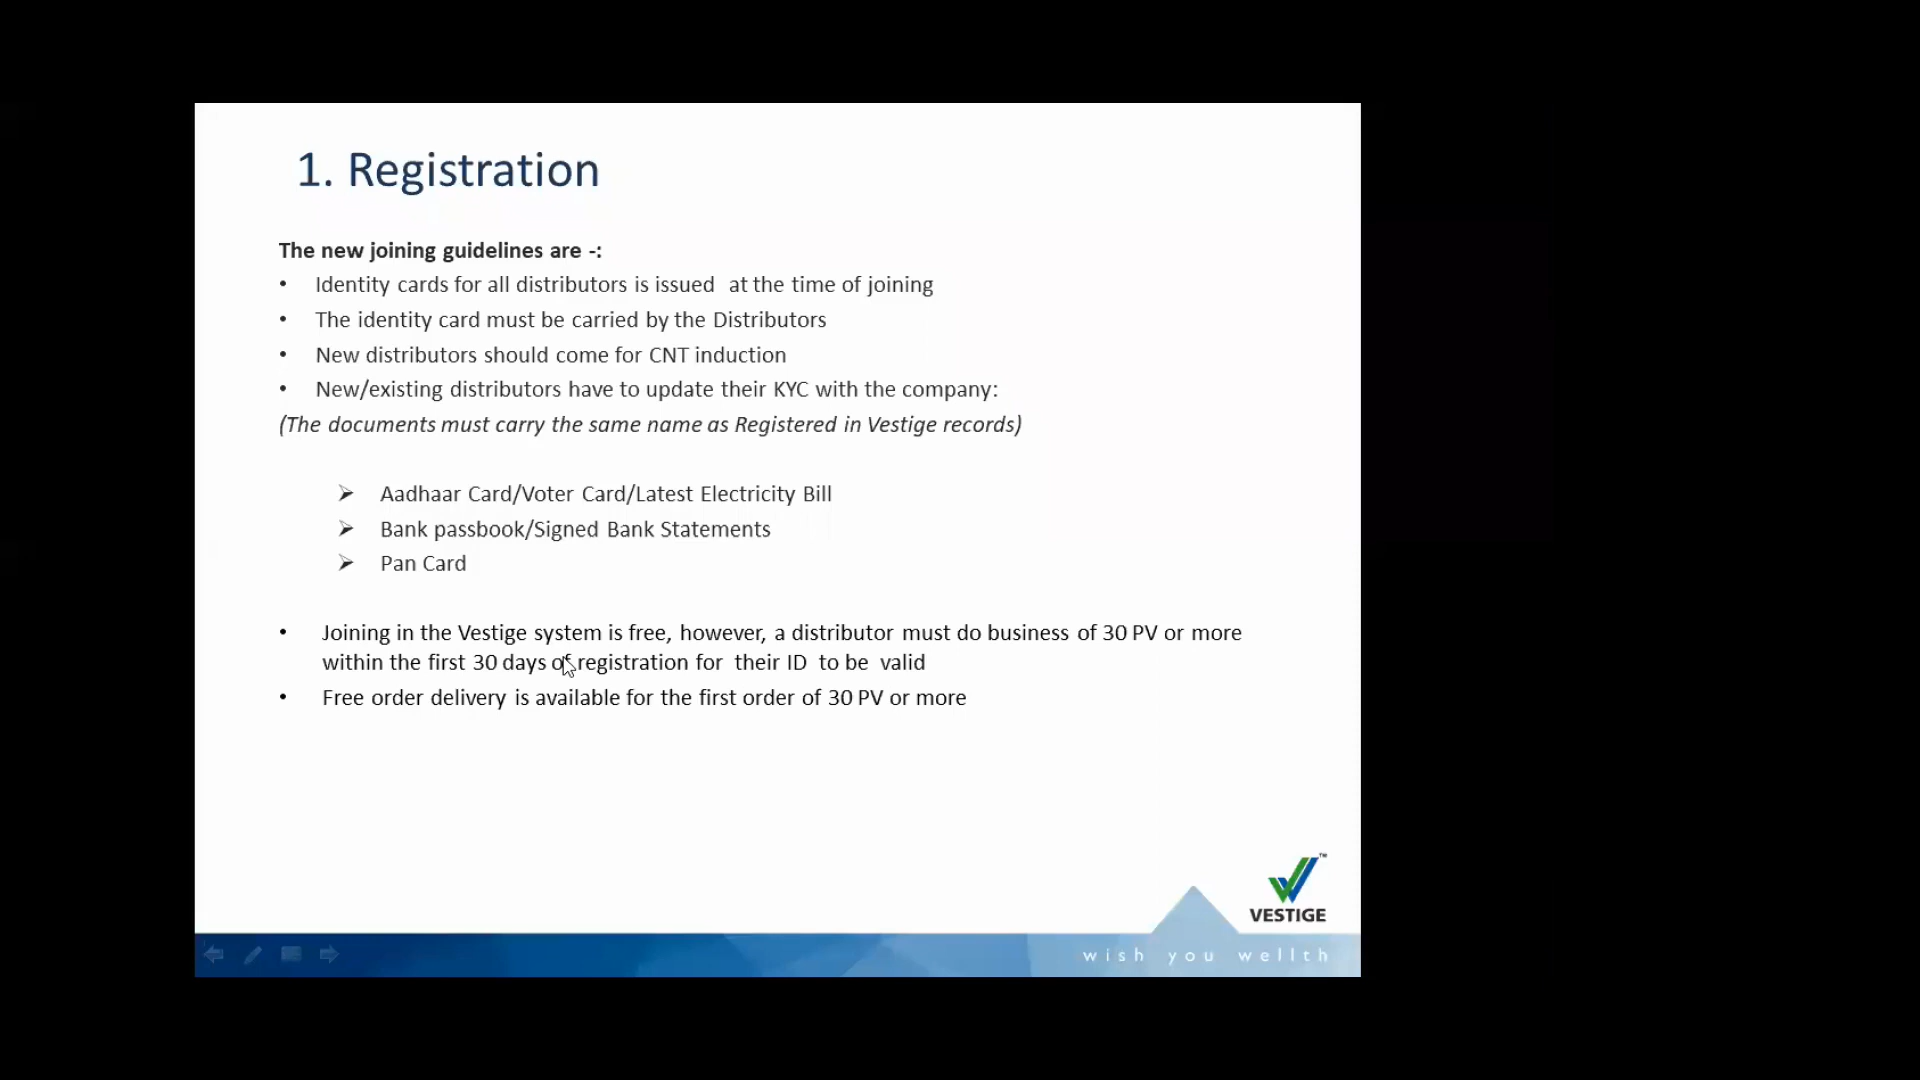 1. Registration
The new joining guidelines are -:
• Identity cards for all distributors is issued at the time of joining
• The identity card must be carried by the Distributors
• New distributors should come for CNT induction
• New/existing distributors have to update their KYC with the company:
(The documents must carry the same name as Registered in Vestige records)
➢ Aadhaar Card/Voter Card/Latest Electricity Bill
➢ Bank passbook/Signed Bank Statements
➢ Pan Card
• Joining in the Vestige system is free, however, a distributor must do business of 30 PV or more
within the first 30 days of registration for their ID to be valid
• Free order delivery is available for the first order of 30 PV or more
TM
VESTIGE
wish you wellth